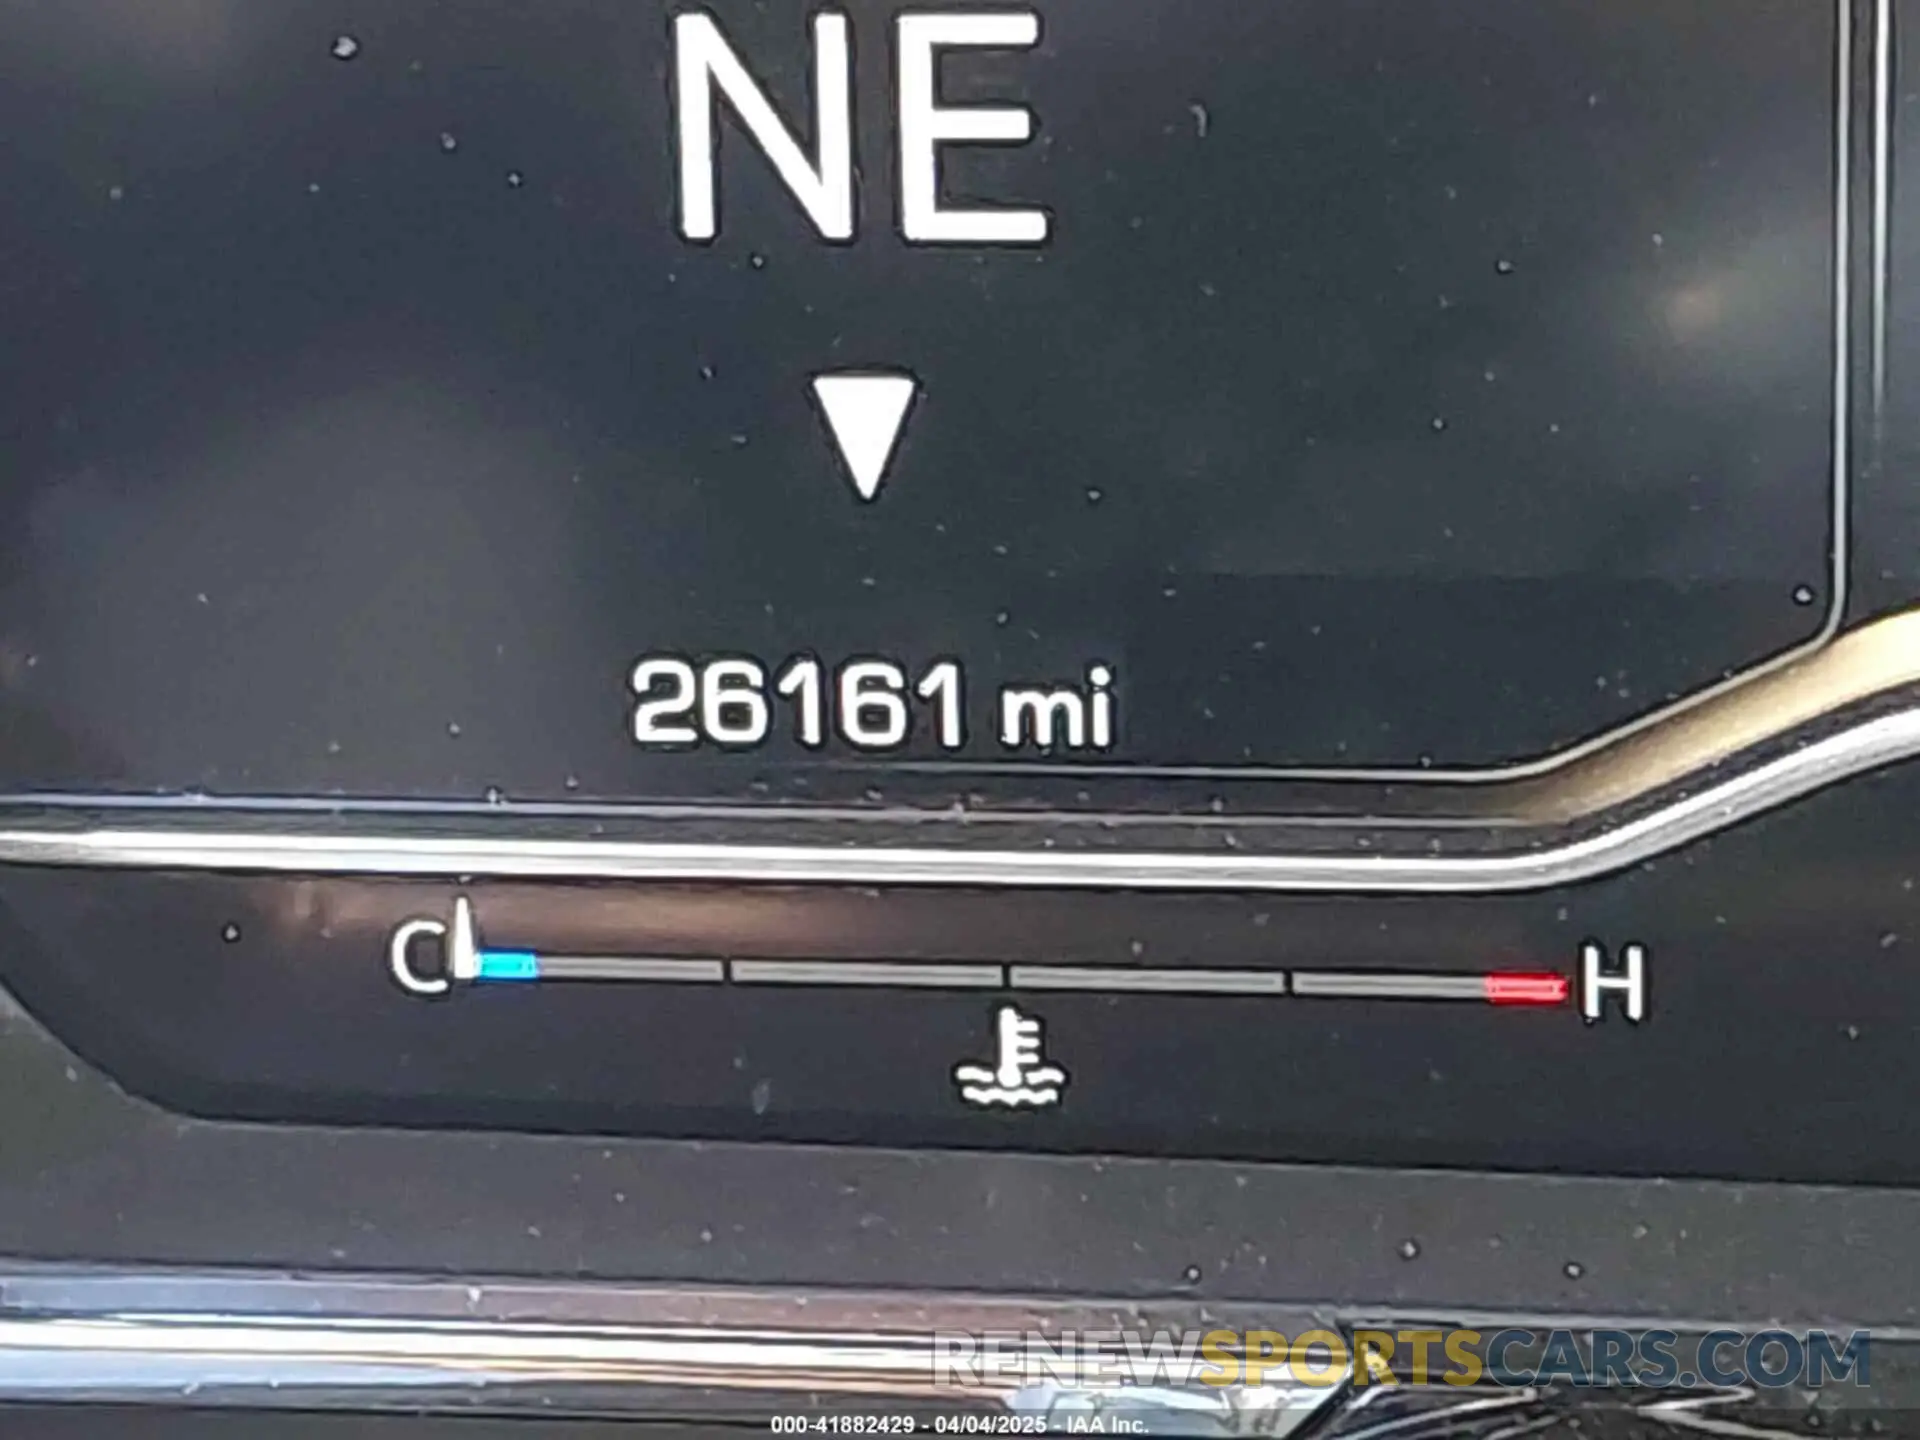 NE
26161 mi
C H
RENEWSPORTSCARS.COM
000-41882429 - 04/04/2025 - IAA Inc.